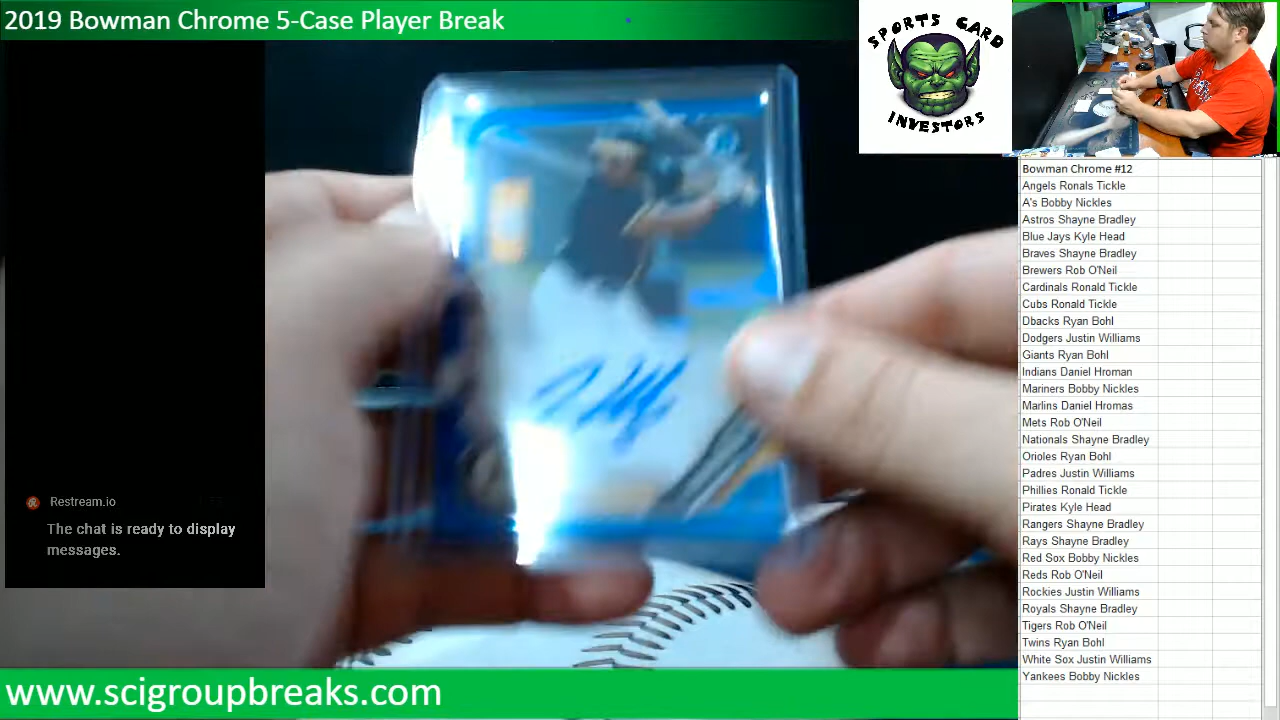 2019 Bowman Chrome 5-Case Player Break
SPORTS CARD
INVESTORS
Restream.io
The chat is ready to display
messages.
Bowman Chrome #12
Angels Ronals Tickle
A's Bobby Nickles
Astros Shayne Bradley
Blue Jays Kyle Head
Braves Shayne Bradley
Brewers Rob O'Neil
Cardinals Ronald Tickle
Cubs Ronald Tickle
Dbacks Ryan Bohl
Dodgers Justin Williams
Giants Ryan Bohl
Indians Daniel Hroman
Mariners Bobby Nickles
Marlins Daniel Hromas
Mets Rob O'Neil
Nationals Shayne Bradley
Orioles Ryan Bohl
Padres Justin Williams
Phillies Ronald Tickle
Pirates Kyle Head
Rangers Shayne Bradley
Rays Shayne Bradley
Red Sox Bobby Nickles
Reds Rob O'Neil
Rockies Justin Williams
Royals Shayne Bradley
Tigers Rob O'Neil
Twins Ryan Bohl
White Sox Justin Williams
Yankees Bobby Nickles
www.scigroupbreaks.com